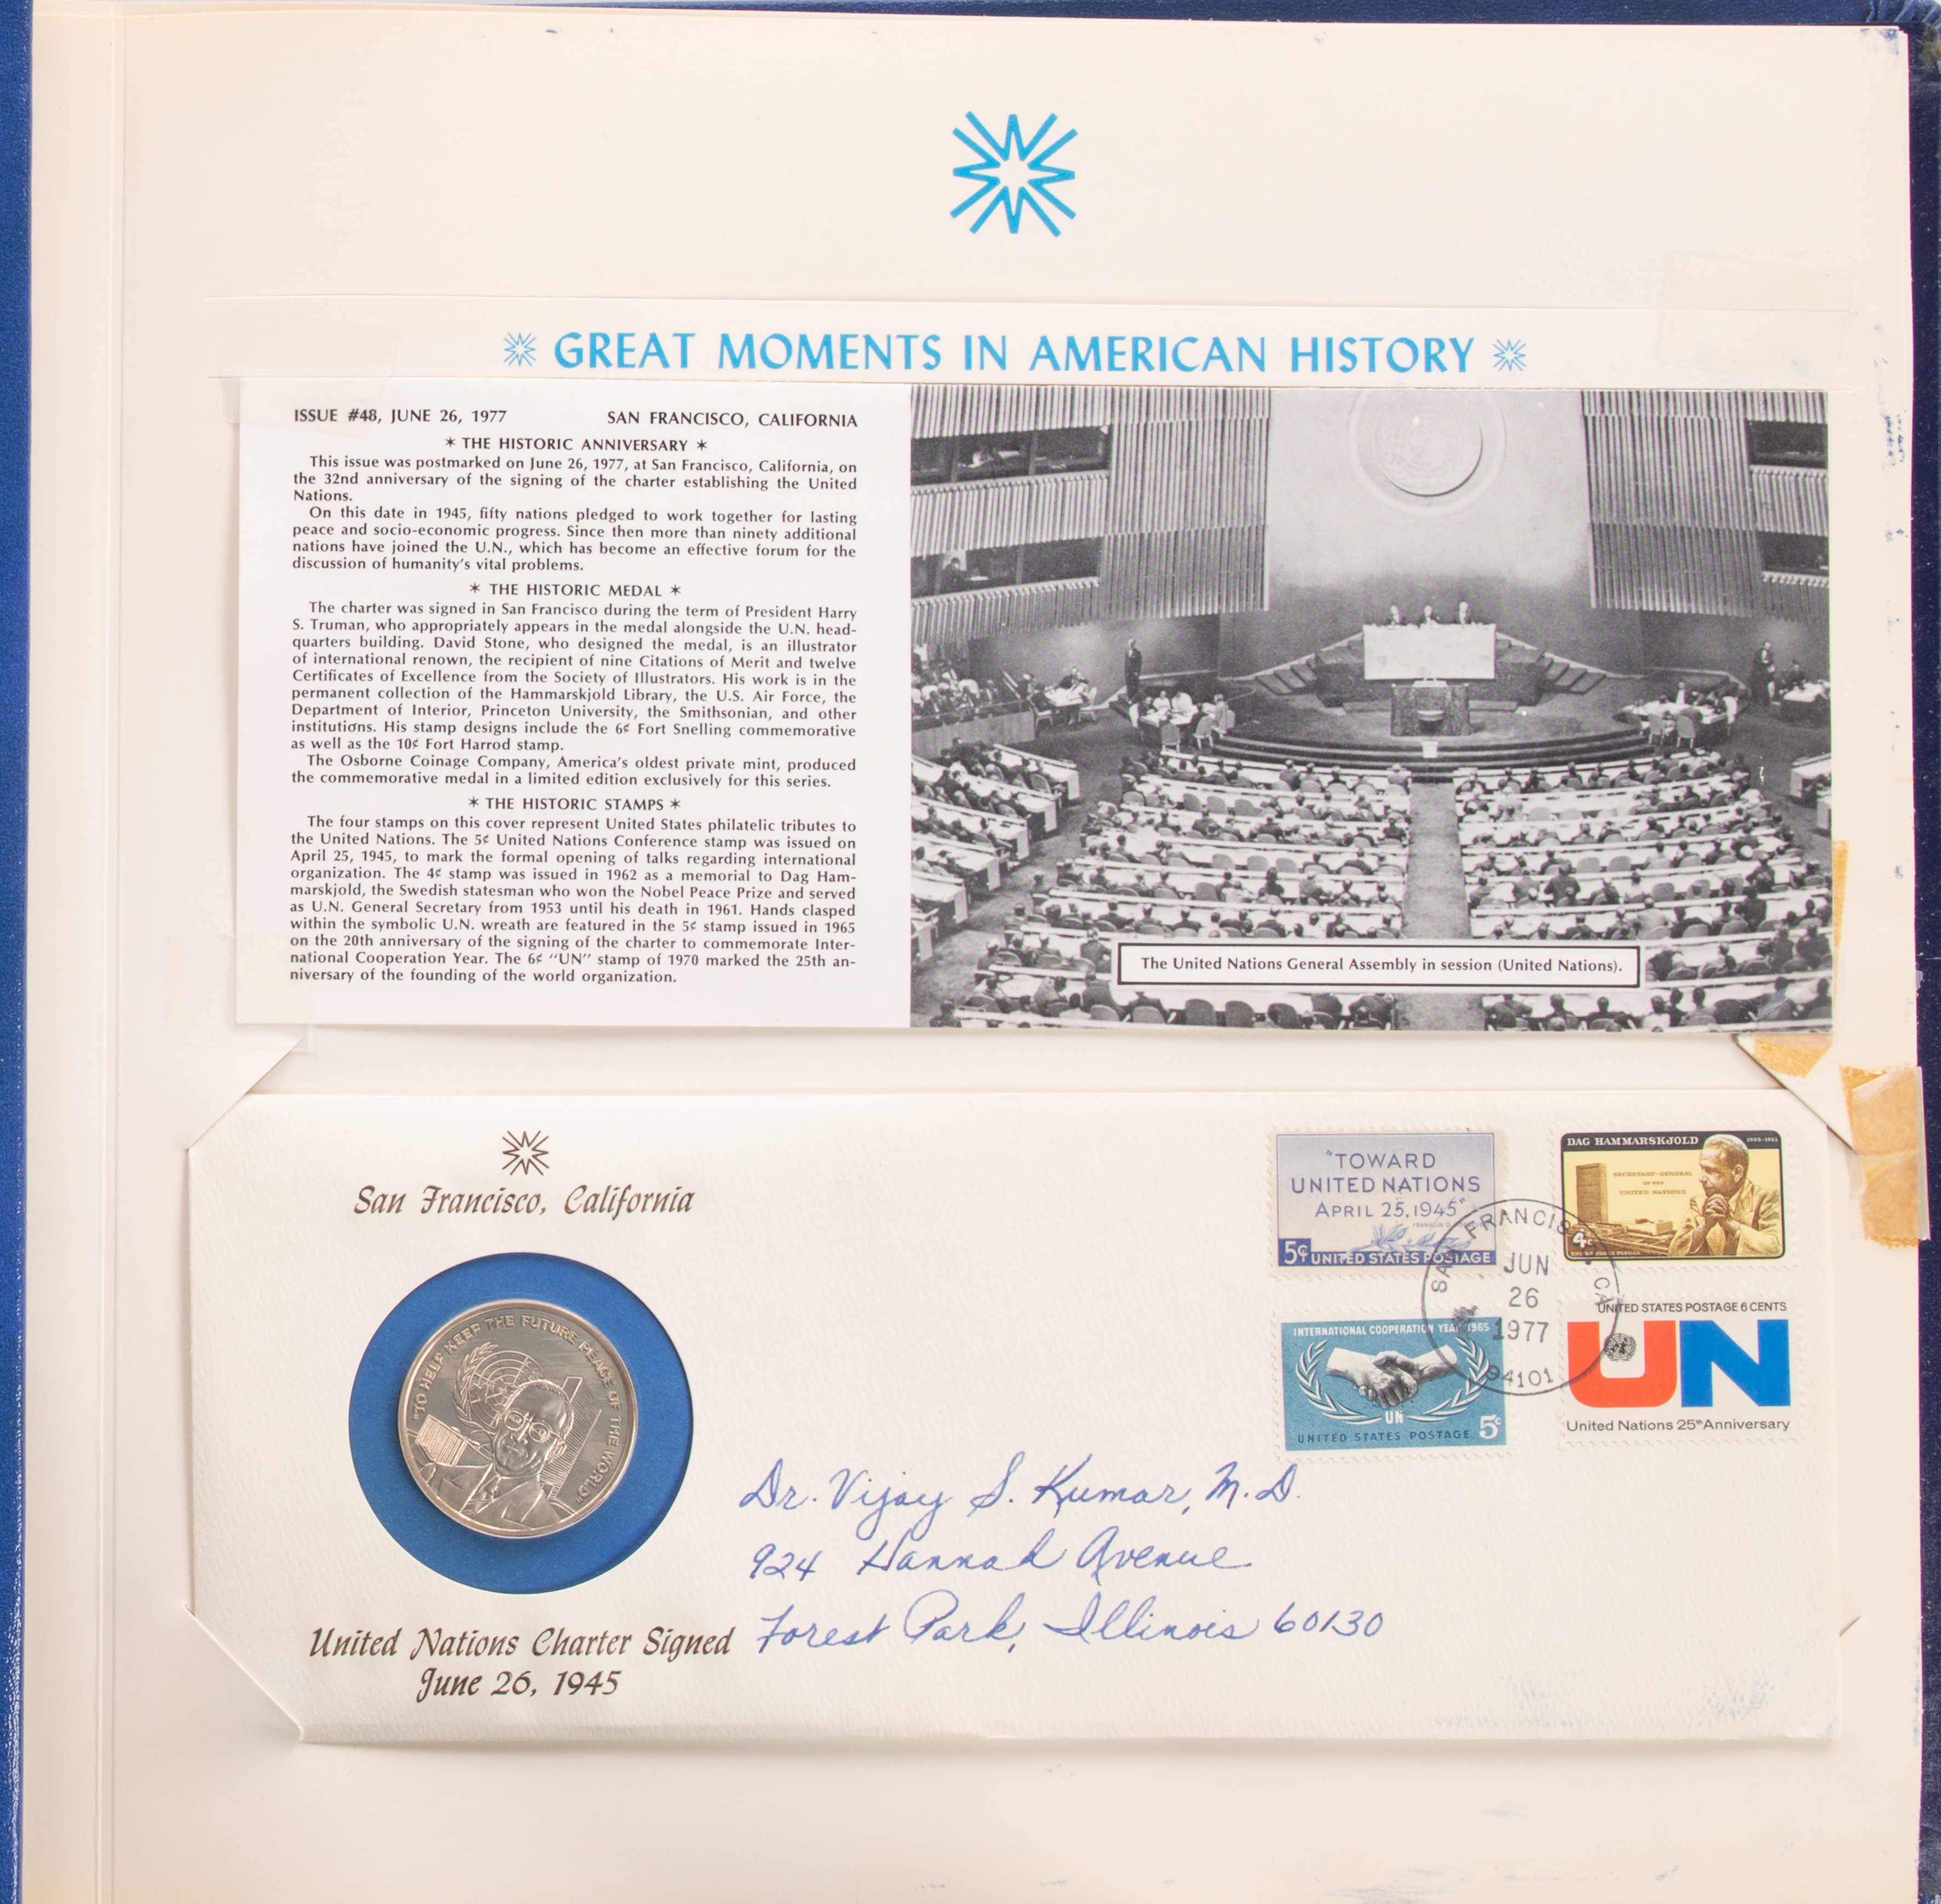 GREAT MOMENTS IN AMERICAN HISTORY
ISSUE #48, JUNE 26, 1977 SAN FRANCISCO, CALIFORNIA
✶ THE HISTORIC ANNIVERSARY ✶
This issue was postmarked on June 26, 1977, at San Francisco, California, on
the 32nd anniversary of the signing of the charter establishing the United
Nations.
On this date in 1945, fifty nations pledged to work together for lasting
peace and socio-economic progress. Since then more than ninety additional
nations have joined the U.N., which has become an effective forum for the
discussion of humanity's vital problems.
✶ THE HISTORIC MEDAL ✶
The charter was signed in San Francisco during the term of President Harry
S. Truman, who appropriately appears in the medal alongside the U.N. head-
quarters building. David Stone, who designed the medal, is an illustrator
of international renown, the recipient of nine Citations of Merit and twelve
Certificates of Excellence from the Society of Illustrators. His work is in the
permanent collection of the Hammarskjold Library, the U.S. Air Force, the
Department of Interior, Princeton University, the Smithsonian, and other
institutions. His stamp designs include the 6¢ Fort Snelling commemorative
as well as the 10¢ Fort Harrod stamp.
The Osborne Coinage Company, America's oldest private mint, produced
the commemorative medal in a limited edition exclusively for this series.
✶ THE HISTORIC STAMPS ✶
The four stamps on this cover represent United States philatelic tributes to
the United Nations. The 5¢ United Nations Conference stamp was issued on
April 25, 1945, to mark the formal opening of talks regarding international
organization. The 4¢ stamp was issued in 1962 as a memorial to Dag Ham-
marskjold, the Swedish statesman who won the Nobel Peace Prize and served
as U.N. General Secretary from 1953 until his death in 1961. Hands clasped
within the symbolic U.N. wreath are featured in the 5¢ stamp issued in 1965
on the 20th anniversary of the signing of the charter to commemorate Inter-
national Cooperation Year. The 6¢ "UN" stamp of 1970 marked the 25th an-
niversary of the founding of the world organization.
The United Nations General Assembly in session (United Nations).
San Francisco, California
"TO HELP KEEP THE FUTURE PEACE OF THE WORLD"
United Nations Charter Signed
June 26, 1945
"TOWARD
UNITED NATIONS
APRIL 25, 1945"
5¢ UNITED STATES POSTAGE
DAG HAMMARSKJOLD 1905-1961
SECRETARY-GENERAL
OF THE
UNITED NATIONS
4c
INTERNATIONAL COOPERATION YEAR 1965
UN
UNITED STATES POSTAGE 5c
UNITED STATES POSTAGE 6 CENTS
UN
United Nations 25th Anniversary
SAN FRANCISCO CA
JUN
26
1977
94101
Dr. Vijay S. Kumar, M.D.
924 Hannah Avenue
Forest Park, Illinois 60130